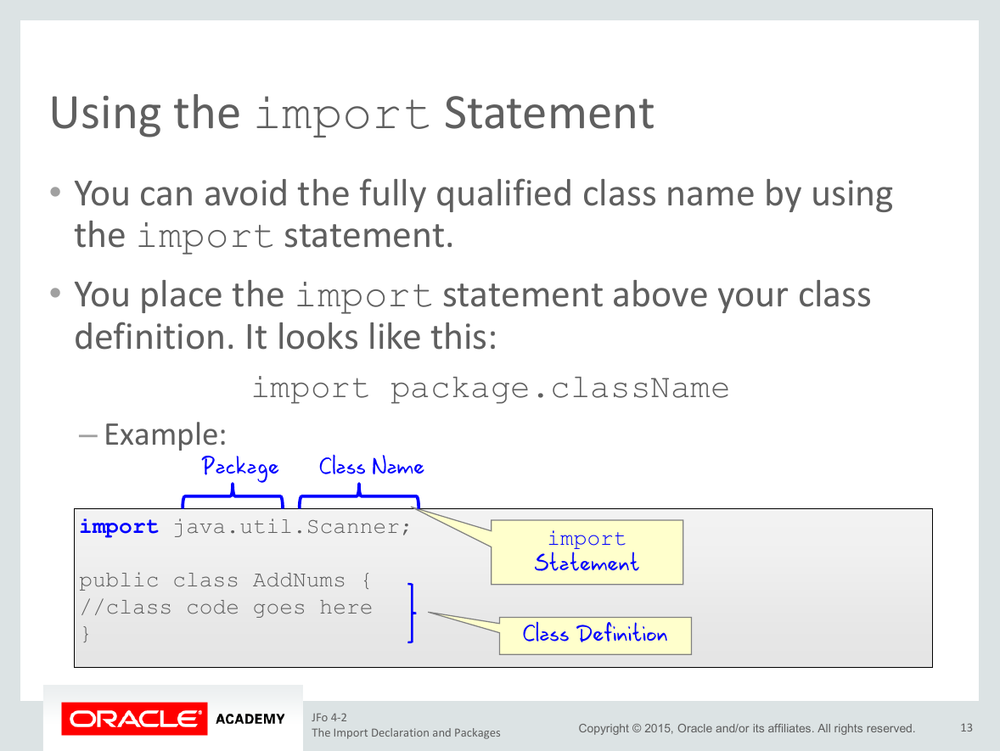 Using the import Statement
• You can avoid the fully qualified class name by using
the import statement.
• You place the import statement above your class
definition. It looks like this:
import package.className
– Example:
Package Class Name
import java.util.Scanner;
import
Statement
public class AddNums {
//class code goes here
}
Class Definition
ORACLE® ACADEMY
JFo 4-2
The Import Declaration and Packages
Copyright © 2015, Oracle and/or its affiliates. All rights reserved.
13